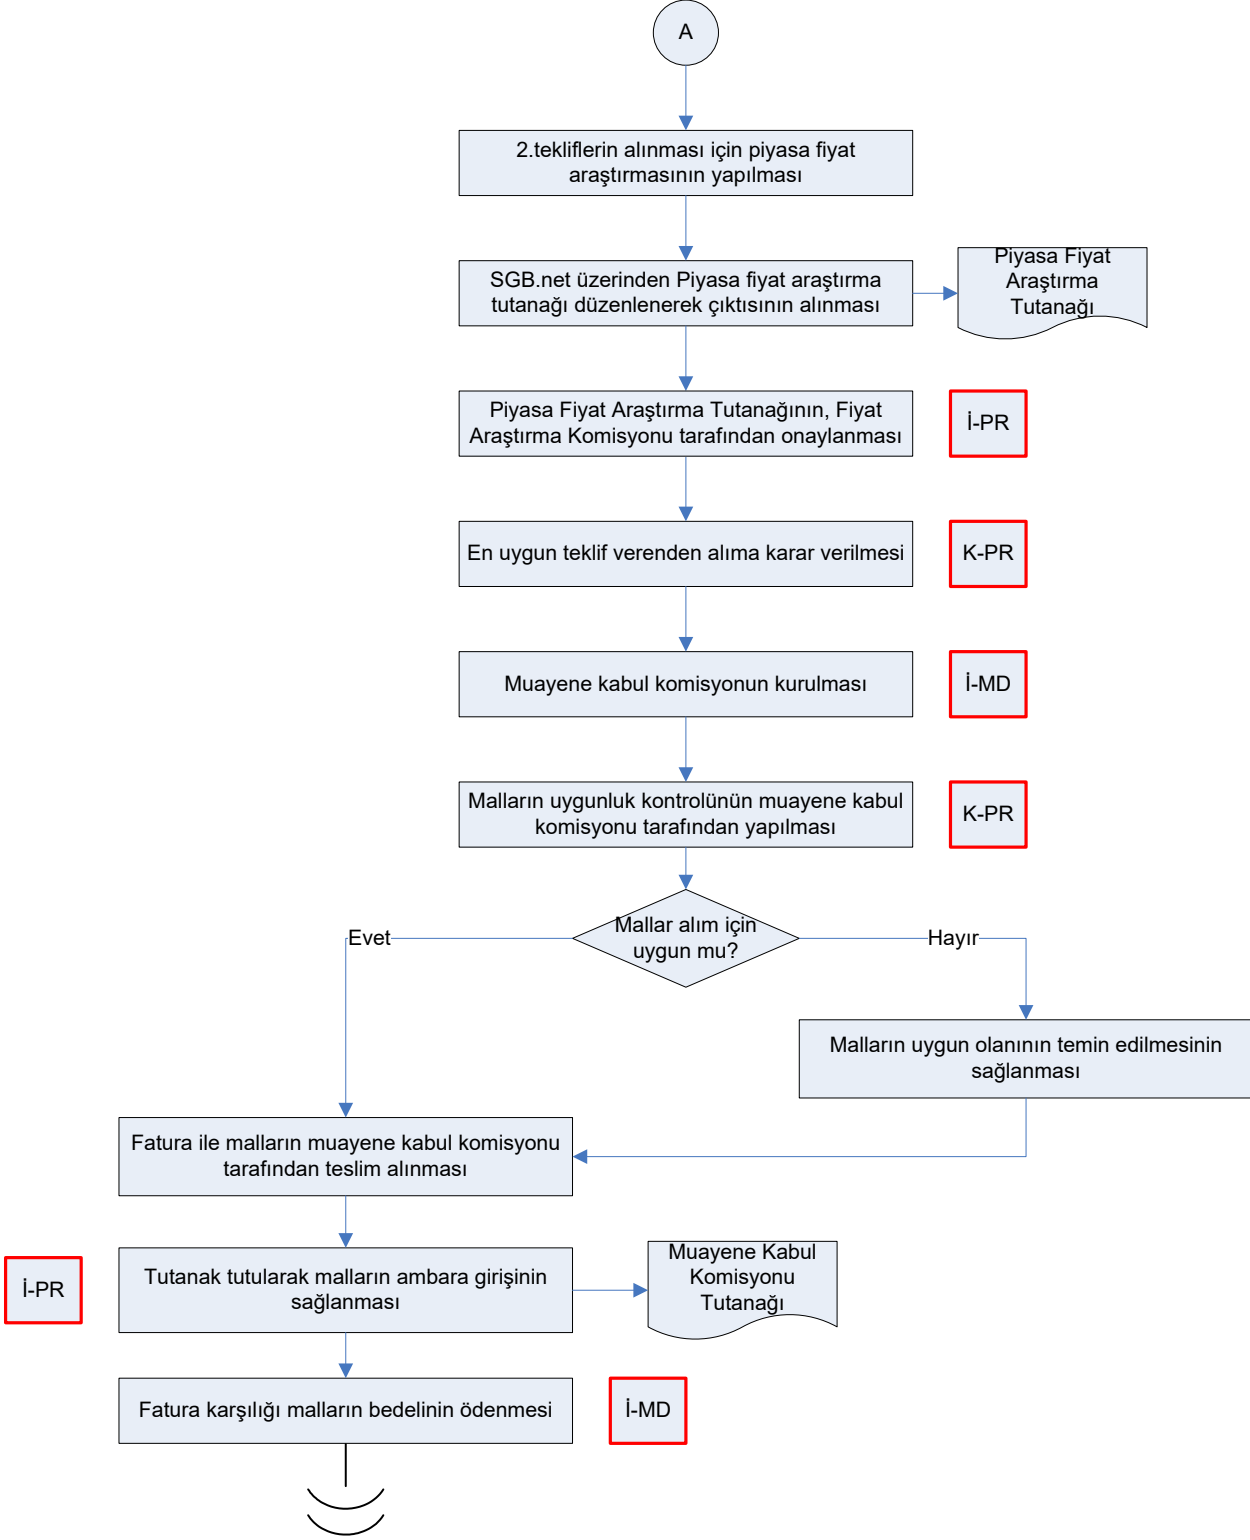 A
2.tekliflerin alınması için piyasa fiyat
araştırmasının yapılması
SGB.net üzerinden Piyasa fiyat araştırma
tutanağı düzenlenerek çıktısının alınması
Piyasa Fiyat
Araştırma
Tutanağı
Piyasa Fiyat Araştırma Tutanağının, Fiyat
Araştırma Komisyonu tarafından onaylanması
İ-PR
En uygun teklif verenden alıma karar verilmesi
K-PR
Muayene kabul komisyonun kurulması
İ-MD
Malların uygunluk kontrolünün muayene kabul
komisyonu tarafından yapılması
K-PR
Mallar alım için
uygun mu?
Evet
Hayır
Malların uygun olanının temin edilmesinin
sağlanması
Fatura ile malların muayene kabul komisyonu
tarafından teslim alınması
İ-PR
Tutanak tutularak malların ambara girişinin
sağlanması
Muayene Kabul
Komisyonu
Tutanağı
Fatura karşılığı malların bedelinin ödenmesi
İ-MD